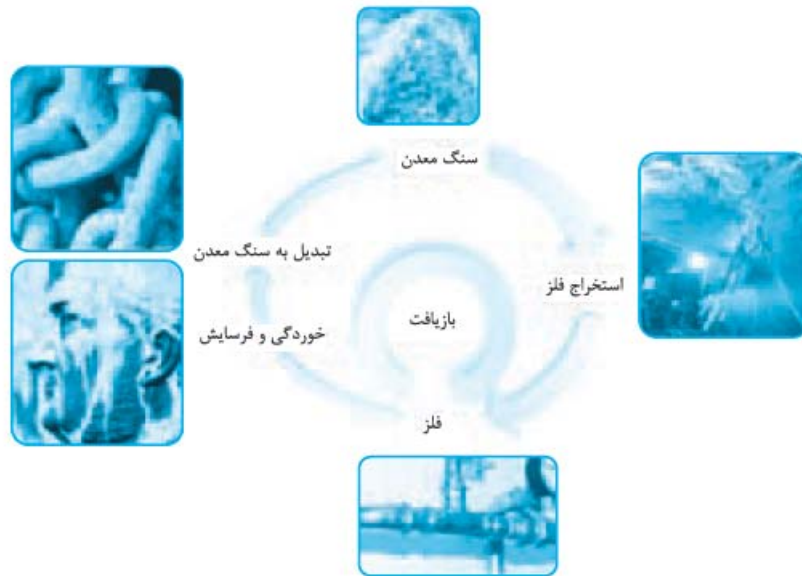 سنگ معدن
تبدیل به سنگ معدن
استخراج فلز
بازیافت
خوردگی و فرسایش
فلز